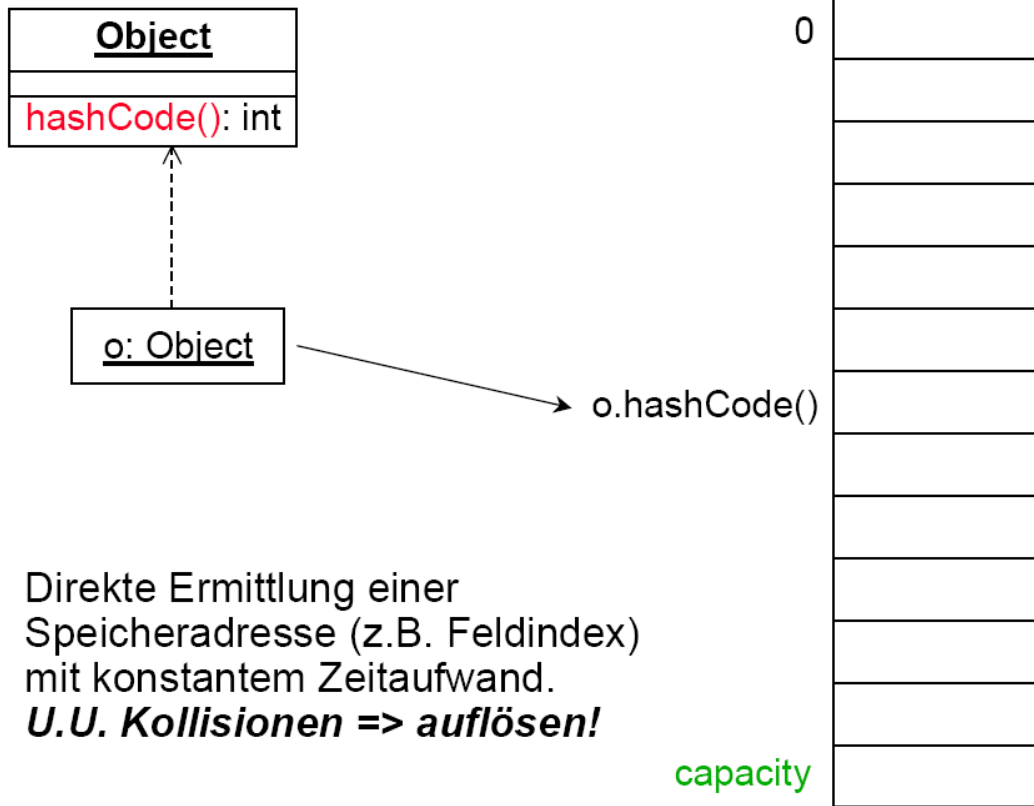 Object
0
hashCode(): int
o: Object
o.hashCode()
Direkte Ermittlung einer
Speicheradresse (z.B. Feldindex)
mit konstantem Zeitaufwand.
U.U. Kollisionen => auflösen!
capacity